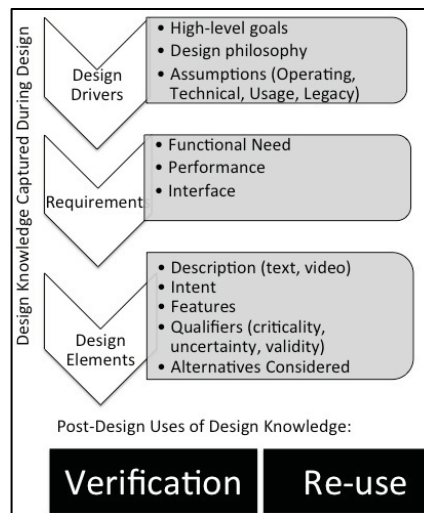 Design Knowledge Captured During Design
Design
Drivers
• High-level goals
• Design philosophy
• Assumptions (Operating,
Technical, Usage, Legacy)
Requirements
• Functional Need
• Performance
• Interface
Design
Elements
• Description (text, video)
• Intent
• Features
• Qualifiers (criticality,
uncertainty, validity)
• Alternatives Considered
Post-Design Uses of Design Knowledge:
Verification
Re-use